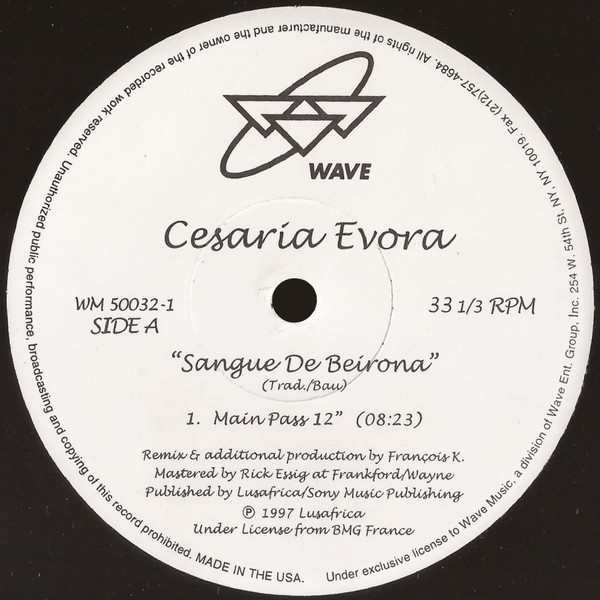 WAVE
Cesaria Evora
WM 50032-1
SIDE A
33 1/3 RPM
"Sangue De Beirona"
(Trad./Bau)
1. Main Pass 12" (08:23)
Remix & additional production by François K.
Mastered by Rick Essig at Frankford/Wayne
Published by Lusafrica/Sony Music Publishing
℗ 1997 Lusafrica
Under License from BMG France
Under exclusive license to Wave Music, a division of Wave Ent. Group, Inc. 254 W. 54th St, NY, NY 10019. Fax (212)757-4684. All rights of the manufacturer and of the owner of the recorded work reserved. Unauthorized public performance, broadcasting and copying of this record prohibited. MADE IN THE USA.